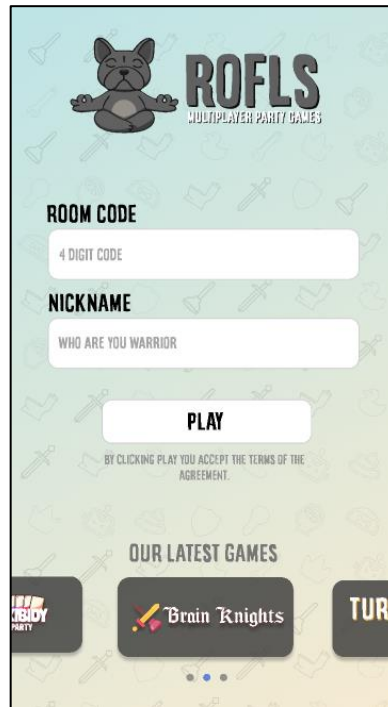 ROFLS
MULTIPLAYER PARTY GAMES
ROOM CODE
4 DIGIT CODE
NICKNAME
WHO ARE YOU WARRIOR
PLAY
BY CLICKING PLAY YOU ACCEPT THE TERMS OF THE
AGREEMENT.
OUR LATEST GAMES
PARTY
Brain Knights
TUR